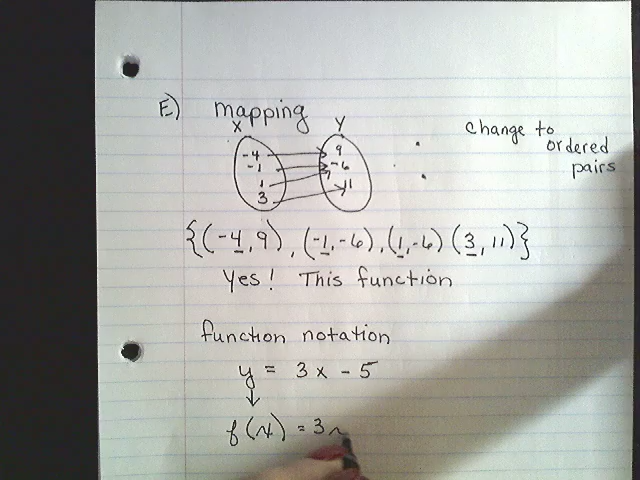 E) mapping
change to
ordered
pairs
X Y
-4 9
-1 -6
1
3 11
{(-4,9), (-1,-6), (1,-6) (3,11)}
Yes! This function
function notation
y = 3x - 5
↓
f(x) = 3